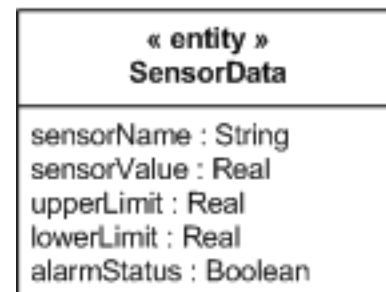 « entity »
SensorData
sensorName : String
sensorValue : Real
upperLimit : Real
lowerLimit : Real
alarmStatus : Boolean